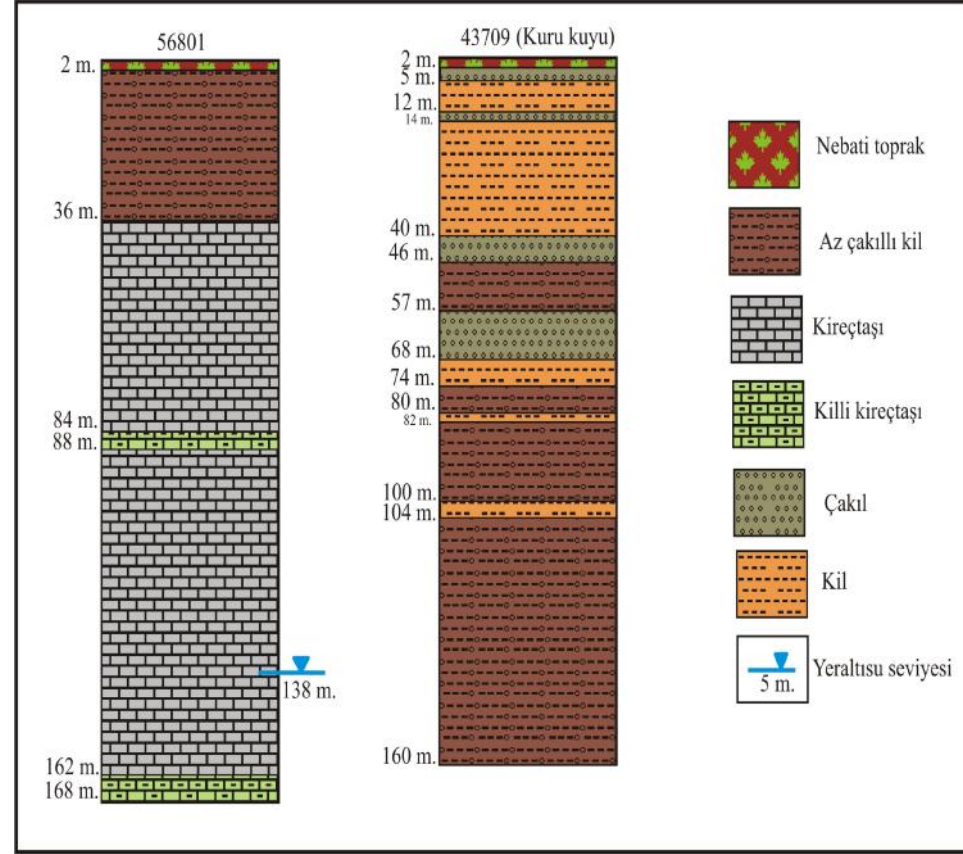 56801
2 m.
36 m.
84 m.
88 m.
138 m.
162 m.
168 m.
43709 (Kuru kuyu)
2 m.
5 m.
12 m.
14 m.
40 m.
46 m.
57 m.
68 m.
74 m.
80 m.
82 m.
100 m.
104 m.
160 m.
Nebati toprak
Az çakıllı kil
Kireçtaşı
Killi kireçtaşı
Çakıl
Kil
5 m.
Yeraltısu seviyesi